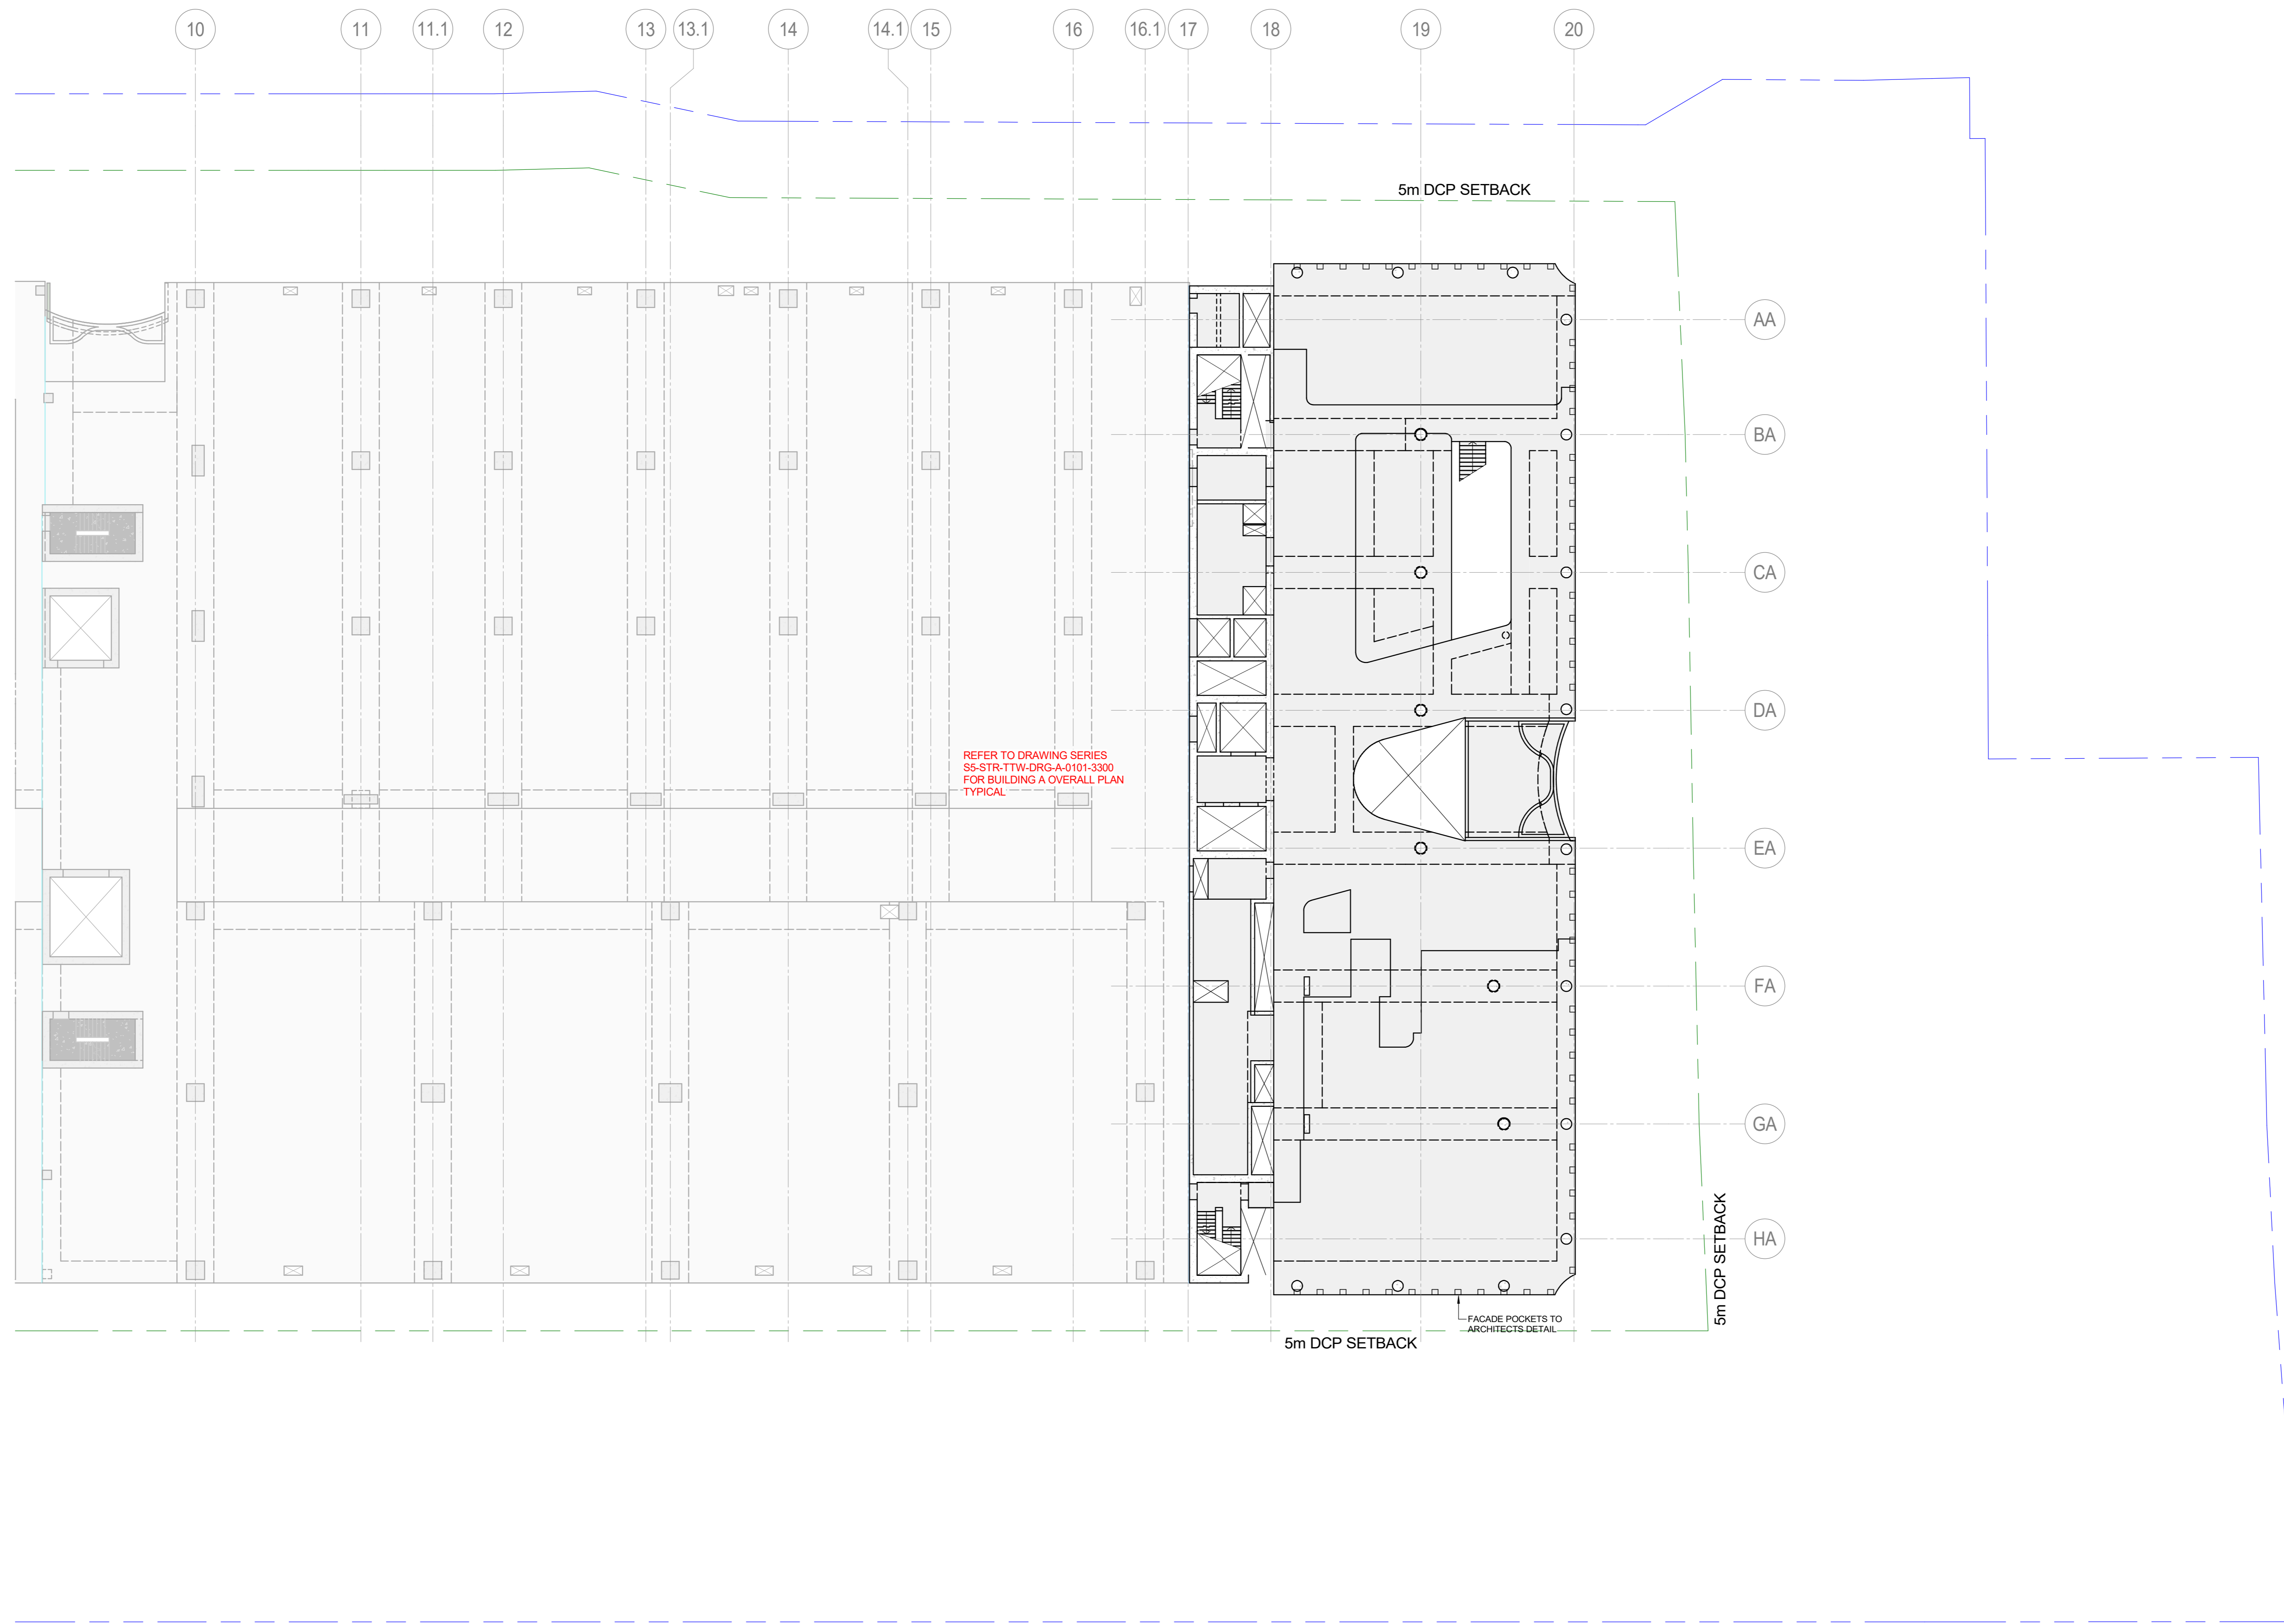 10
11
11.1
12
13
13.1
14
14.1
15
16
16.1
17
18
19
20
5m DCP SETBACK
AA
BA
CA
DA
REFER TO DRAWING SERIES
S5-STR-TTW-DRG-A-0101-3300
FOR BUILDING A OVERALL PLAN
TYPICAL
EA
FA
GA
HA
5m DCP SETBACK
FACADE POCKETS TO
ARCHITECTS DETAIL
5m DCP SETBACK